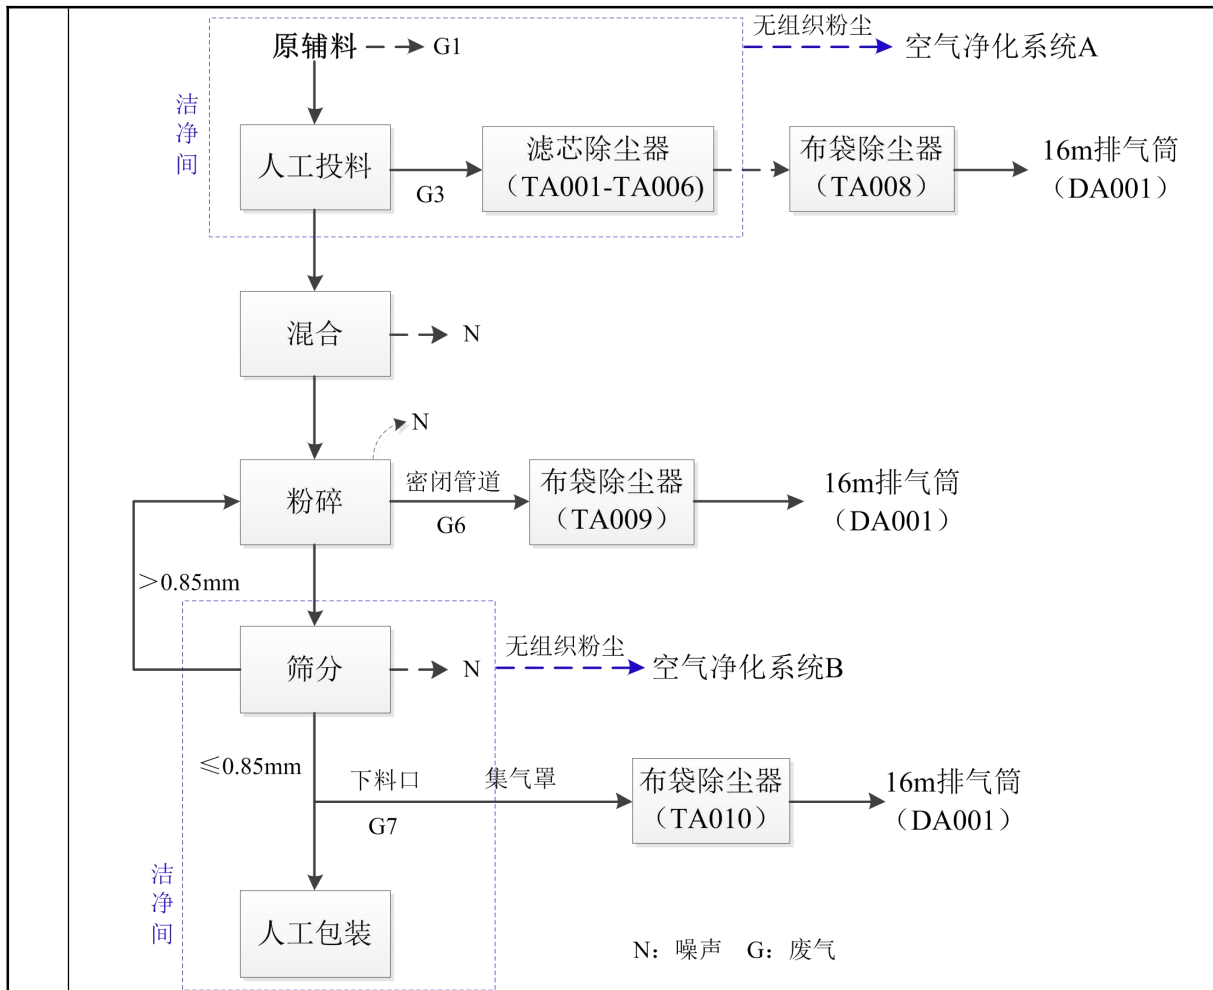 无组织粉尘
原辅料
G1
空气净化系统A
洁净间
人工投料
G3
滤芯除尘器
（TA001-TA006)
布袋除尘器
（TA008）
16m排气筒
（DA001）
混合
N
N
粉碎
密闭管道
G6
布袋除尘器
（TA009）
16m排气筒
（DA001）
＞0.85mm
筛分
N
无组织粉尘
空气净化系统B
≤0.85mm
下料口
集气罩
G7
布袋除尘器
（TA010）
16m排气筒
（DA001）
洁净间
人工包装
N：噪声 G：废气